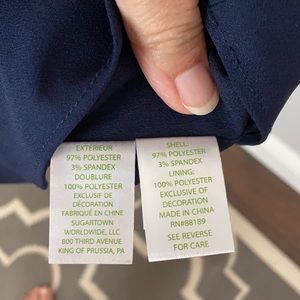 EXTÉRIEUR
97% POLYESTER
3% SPANDEX
DOUBLURE
100% POLYESTER
EXCLUSIF DE
DÉCORATION
FABRIQUÉ EN CHINE
SUGARTOWN
WORLDWIDE, LLC
800 THIRD AVENUE
KING OF PRUSSIA, PA
SHELL:
97% POLYESTER
3% SPANDEX
LINING:
100% POLYESTER
EXCLUSIVE OF
DECORATION
MADE IN CHINA
RN#88189
SEE REVERSE
FOR CARE